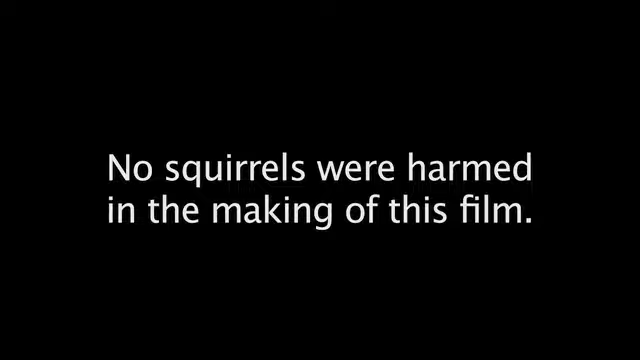 No squirrels were harmed
in the making of this film.